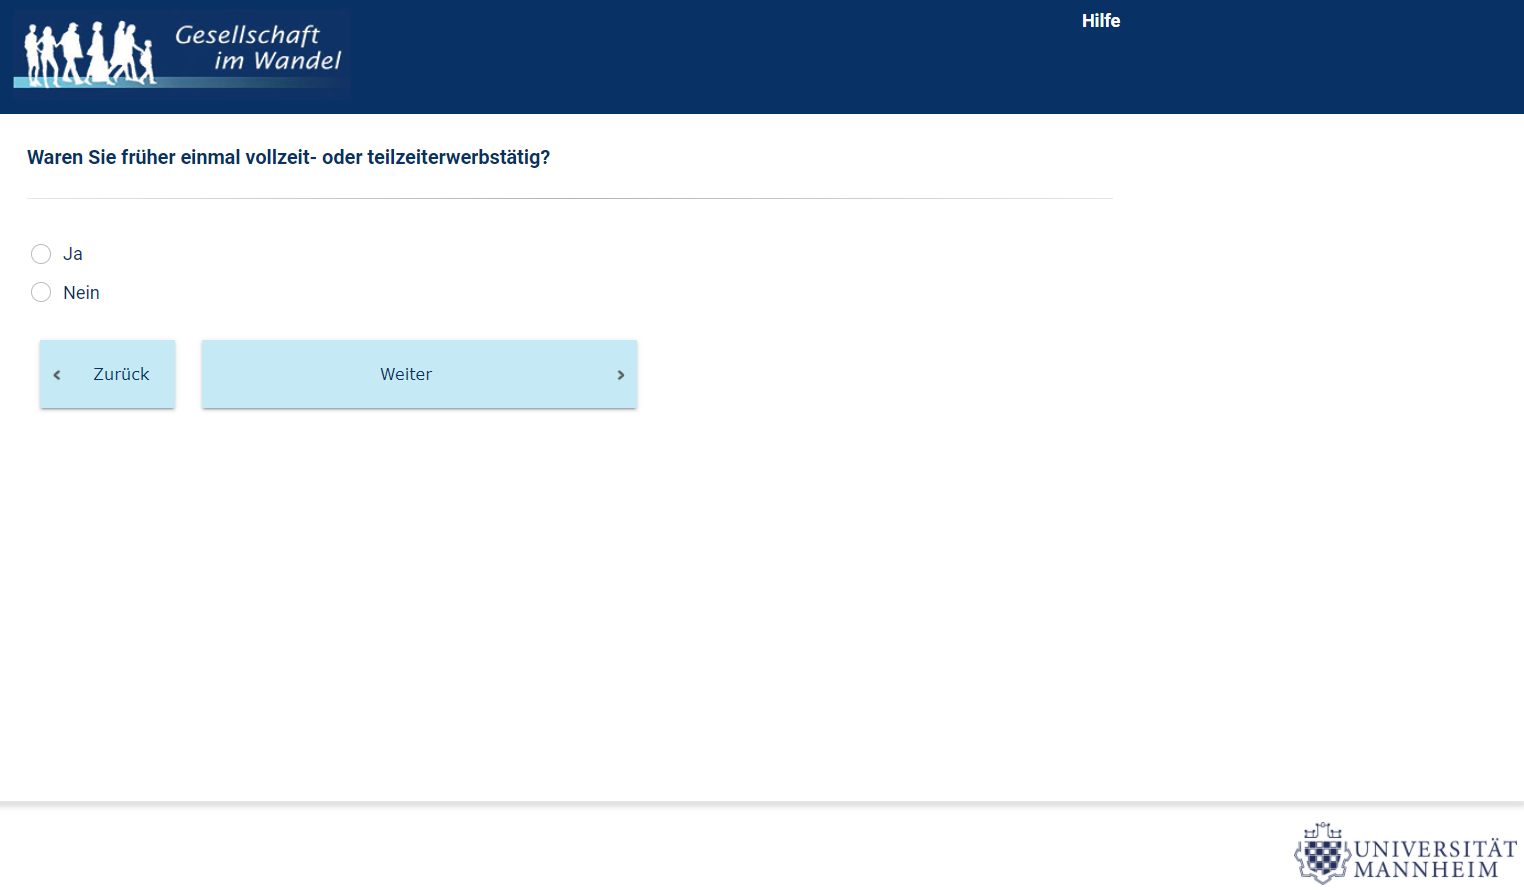 Gesellschaft
im Wandel
Hilfe
Waren Sie früher einmal vollzeit- oder teilzeiterwerbstätig?
Ja
Nein
Zurück
Weiter
UNIVERSITÄT
MANNHEIM